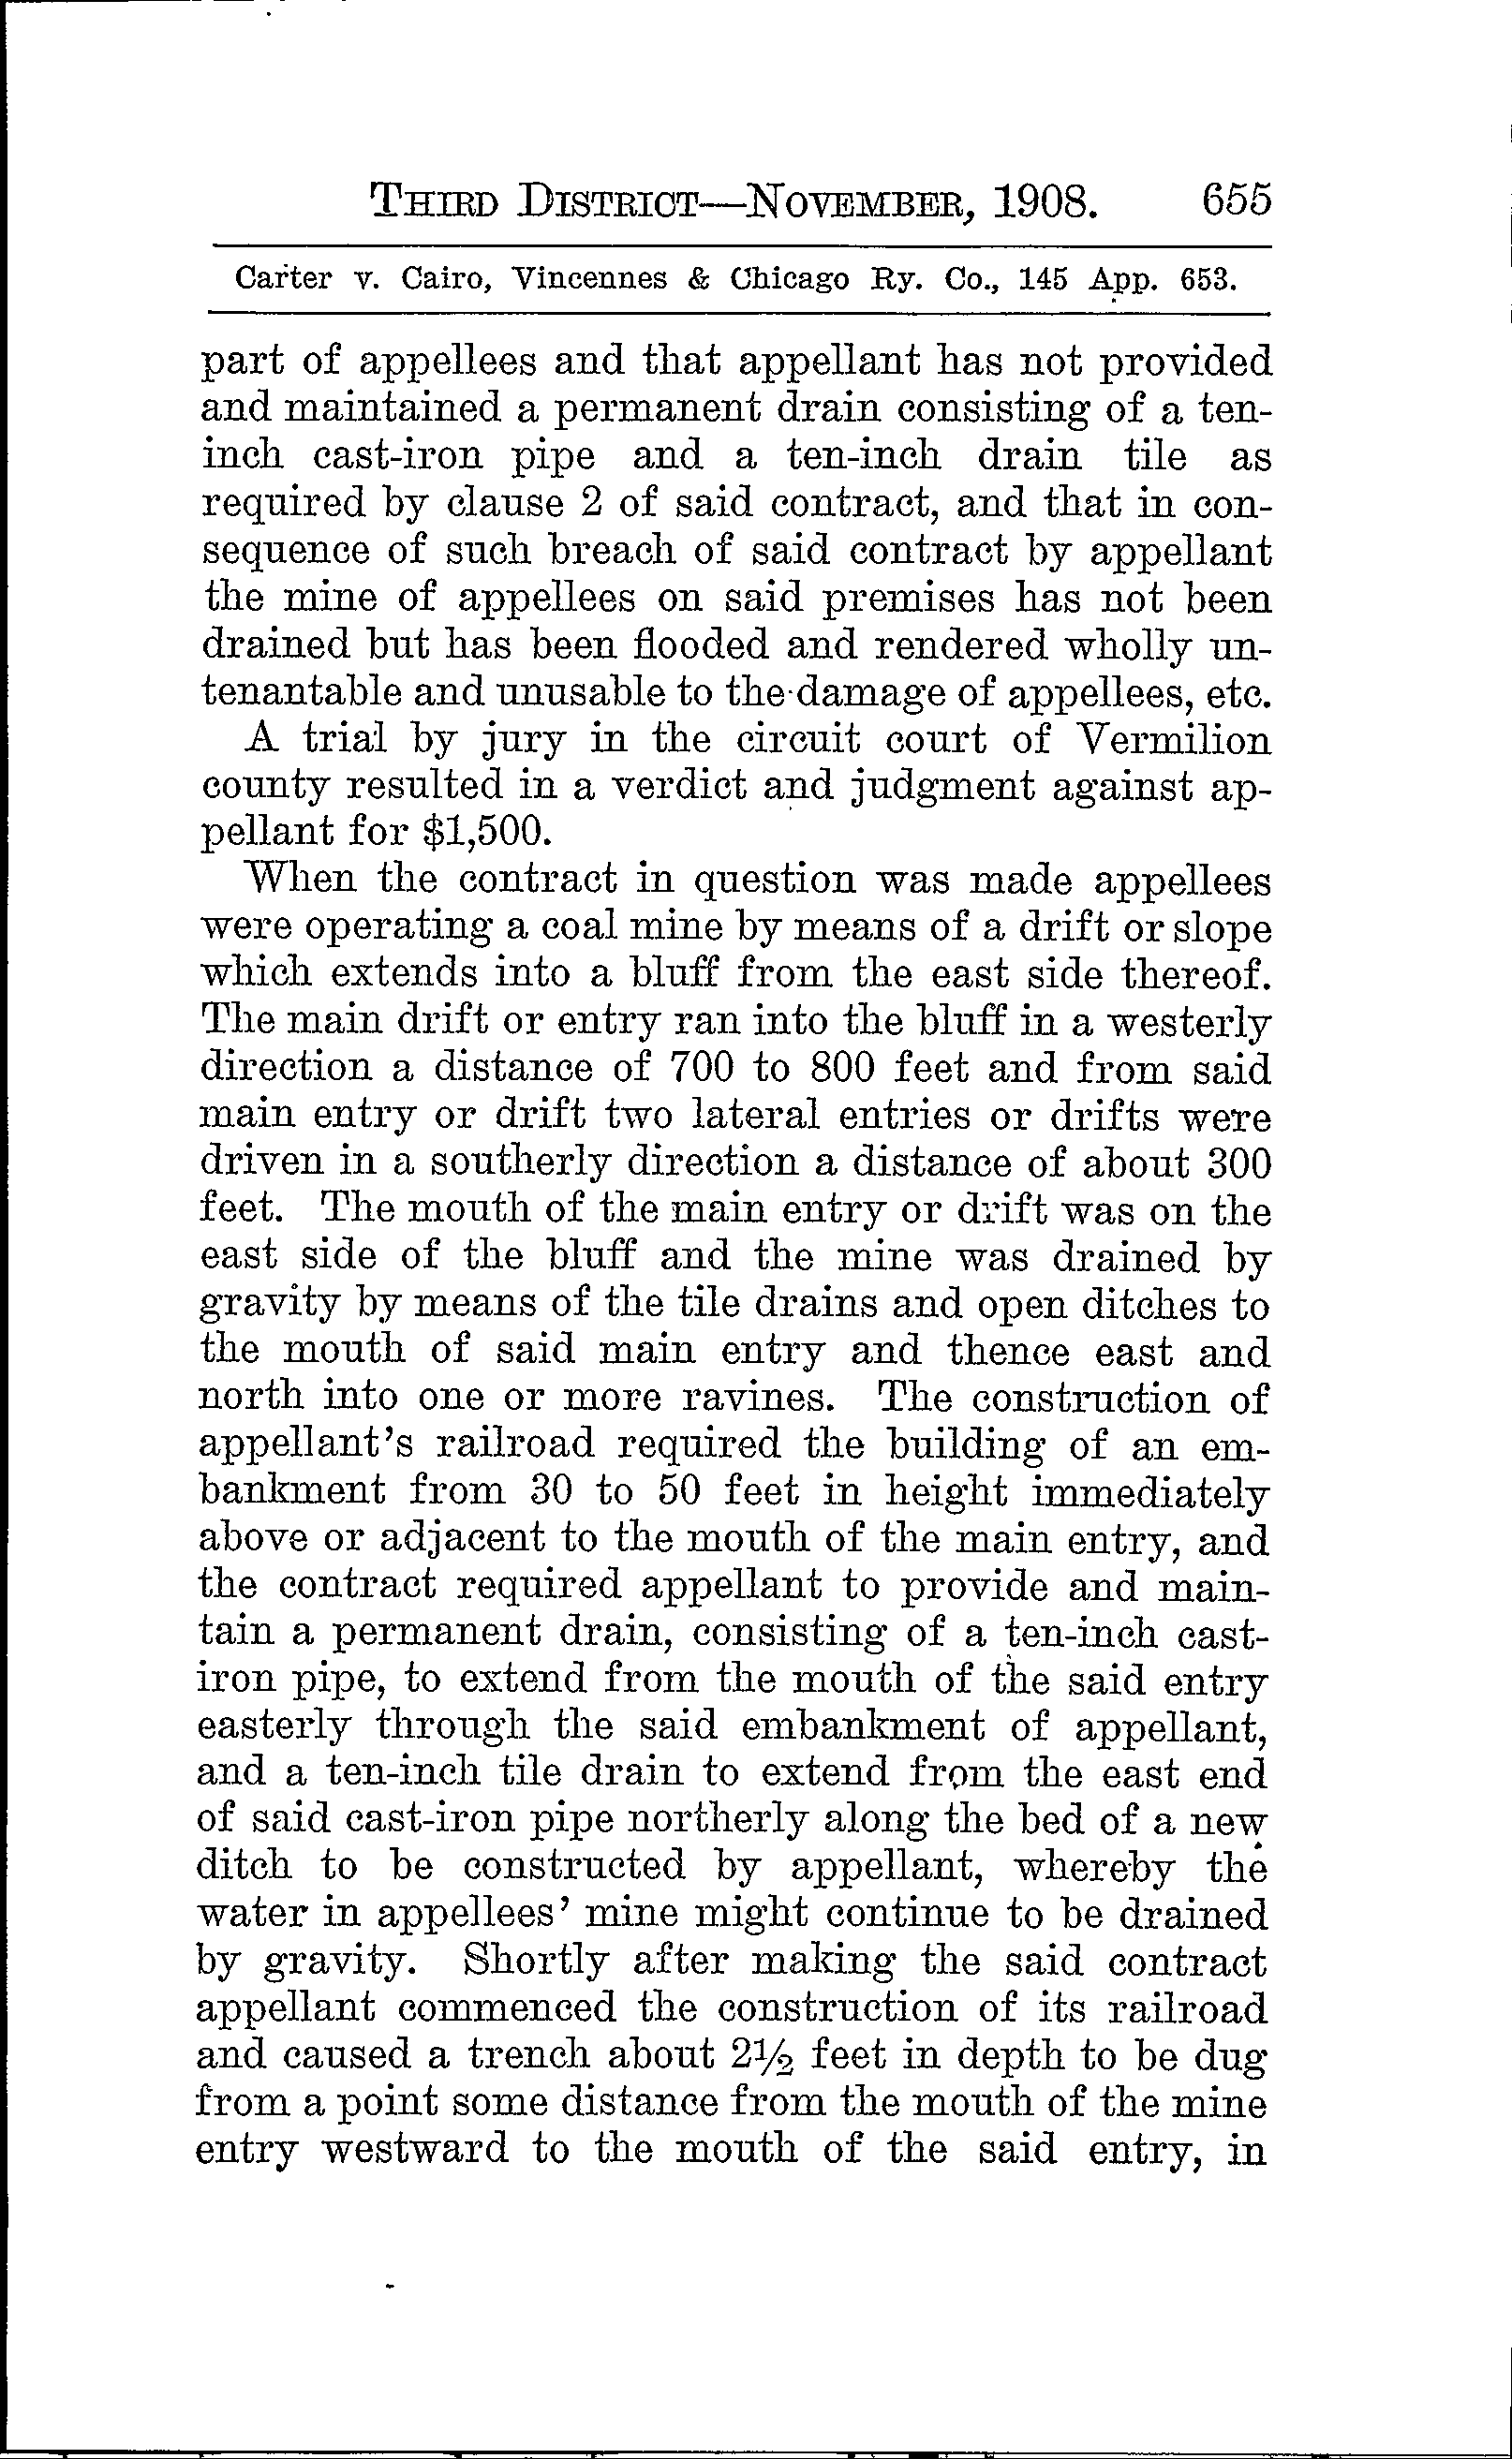 THIRD DISTRICT—NOVEMBER, 1908. 655
Carter v. Cairo, Vincennes & Chicago Ry. Co., 145 App. 653.
part of appellees and that appellant has not provided
and maintained a permanent drain consisting of a ten-
inch cast-iron pipe and a ten-inch drain tile as
required by clause 2 of said contract, and that in con-
sequence of such breach of said contract by appellant
the mine of appellees on said premises has not been
drained but has been flooded and rendered wholly un-
tenantable and unusable to the damage of appellees, etc.
A trial by jury in the circuit court of Vermilion
county resulted in a verdict and judgment against ap-
pellant for $1,500.
When the contract in question was made appellees
were operating a coal mine by means of a drift or slope
which extends into a bluff from the east side thereof.
The main drift or entry ran into the bluff in a westerly
direction a distance of 700 to 800 feet and from said
main entry or drift two lateral entries or drifts were
driven in a southerly direction a distance of about 300
feet. The mouth of the main entry or drift was on the
east side of the bluff and the mine was drained by
gravity by means of the tile drains and open ditches to
the mouth of said main entry and thence east and
north into one or more ravines. The construction of
appellant's railroad required the building of an em-
bankment from 30 to 50 feet in height immediately
above or adjacent to the mouth of the main entry, and
the contract required appellant to provide and main-
tain a permanent drain, consisting of a ten-inch cast-
iron pipe, to extend from the mouth of the said entry
easterly through the said embankment of appellant,
and a ten-inch tile drain to extend from the east end
of said cast-iron pipe northerly along the bed of a new
ditch to be constructed by appellant, whereby the
water in appellees' mine might continue to be drained
by gravity. Shortly after making the said contract
appellant commenced the construction of its railroad
and caused a trench about 2½ feet in depth to be dug
from a point some distance from the mouth of the mine
entry westward to the mouth of the said entry, in